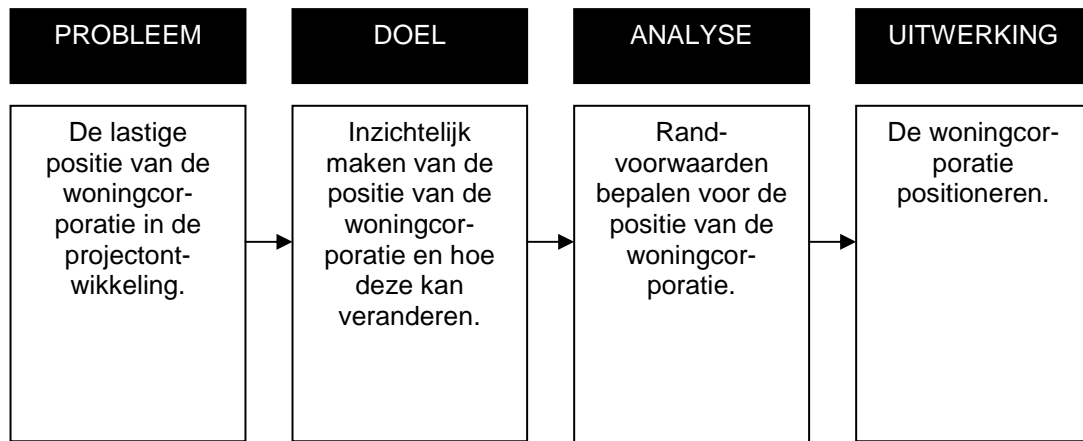 PROBLEEM
De lastige
positie van de
woningcor-
poratie in de
projectont-
wikkeling.
DOEL
Inzichtelijk
maken van de
positie van de
woningcor-
poratie en hoe
deze kan
veranderen.
ANALYSE
Rand-
voorwaarden
bepalen voor de
positie van de
woningcor-
poratie.
UITWERKING
De woningcor-
poratie
positioneren.